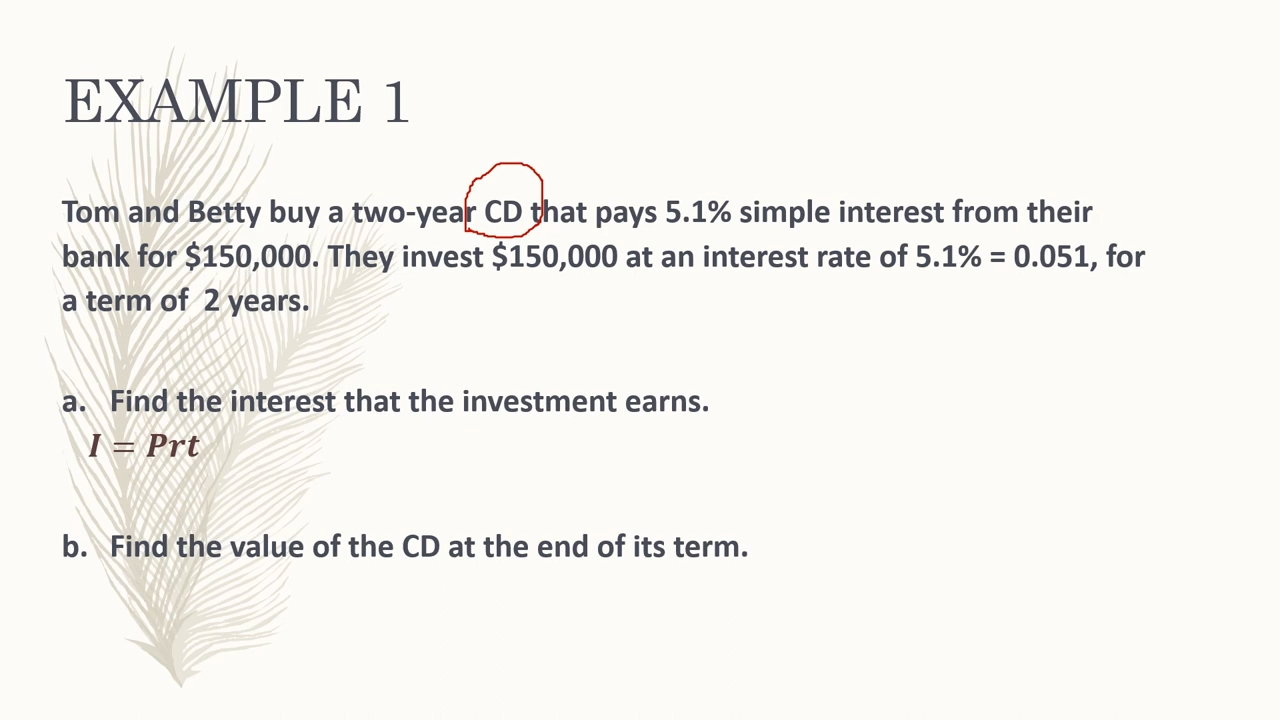 EXAMPLE 1
Tom and Betty buy a two-year CD that pays 5.1% simple interest from their
bank for $150,000. They invest $150,000 at an interest rate of 5.1% = 0.051, for
a term of  2 years.
a. Find the interest that the investment earns.
I = Prt
b. Find the value of the CD at the end of its term.